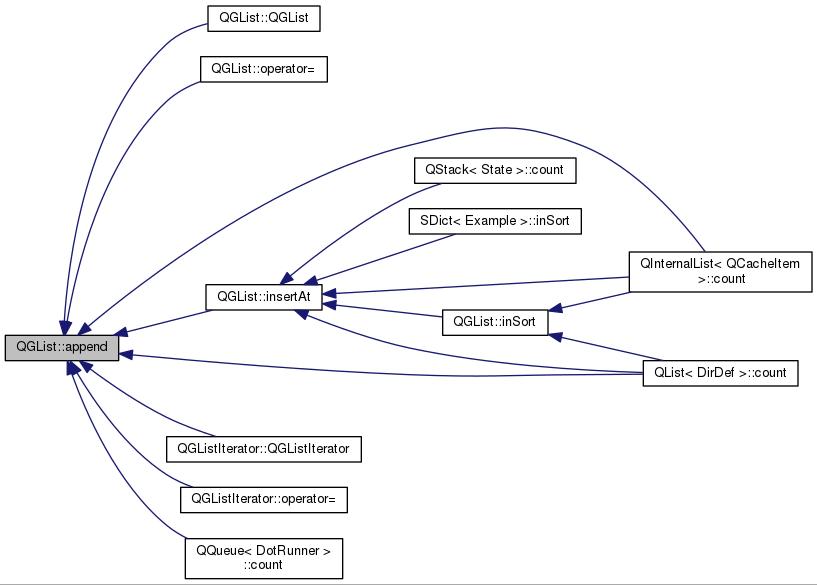 QGList::QGList
QGList::operator=
QStack< State >::count
SDict< Example >::inSort
QInternalList< QCacheItem
>::count
QGList::insertAt
QGList::inSort
QGList::append
QList< DirDef >::count
QGListIterator::QGListIterator
QGListIterator::operator=
QQueue< DotRunner >
::count